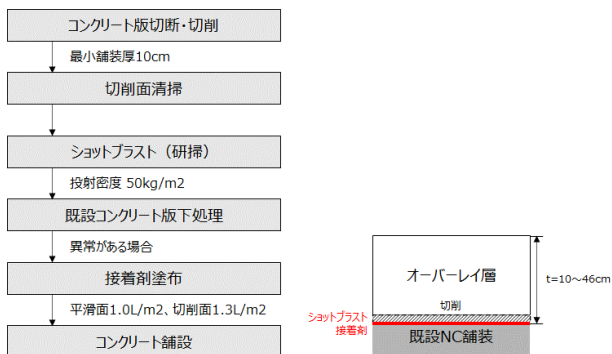 コンクリート版切断・切削
最小舗装厚10cm
切削面清掃
ショットブラスト（研掃）
投射密度 50kg/m2
既設コンクリート版下処理
異常がある場合
接着剤塗布
平滑面1.0L/m2、切削面1.3L/m2
コンクリート舗設
オーバーレイ層
t=10～46cm
切削
ショットブラスト
接着剤
既設NC舗装